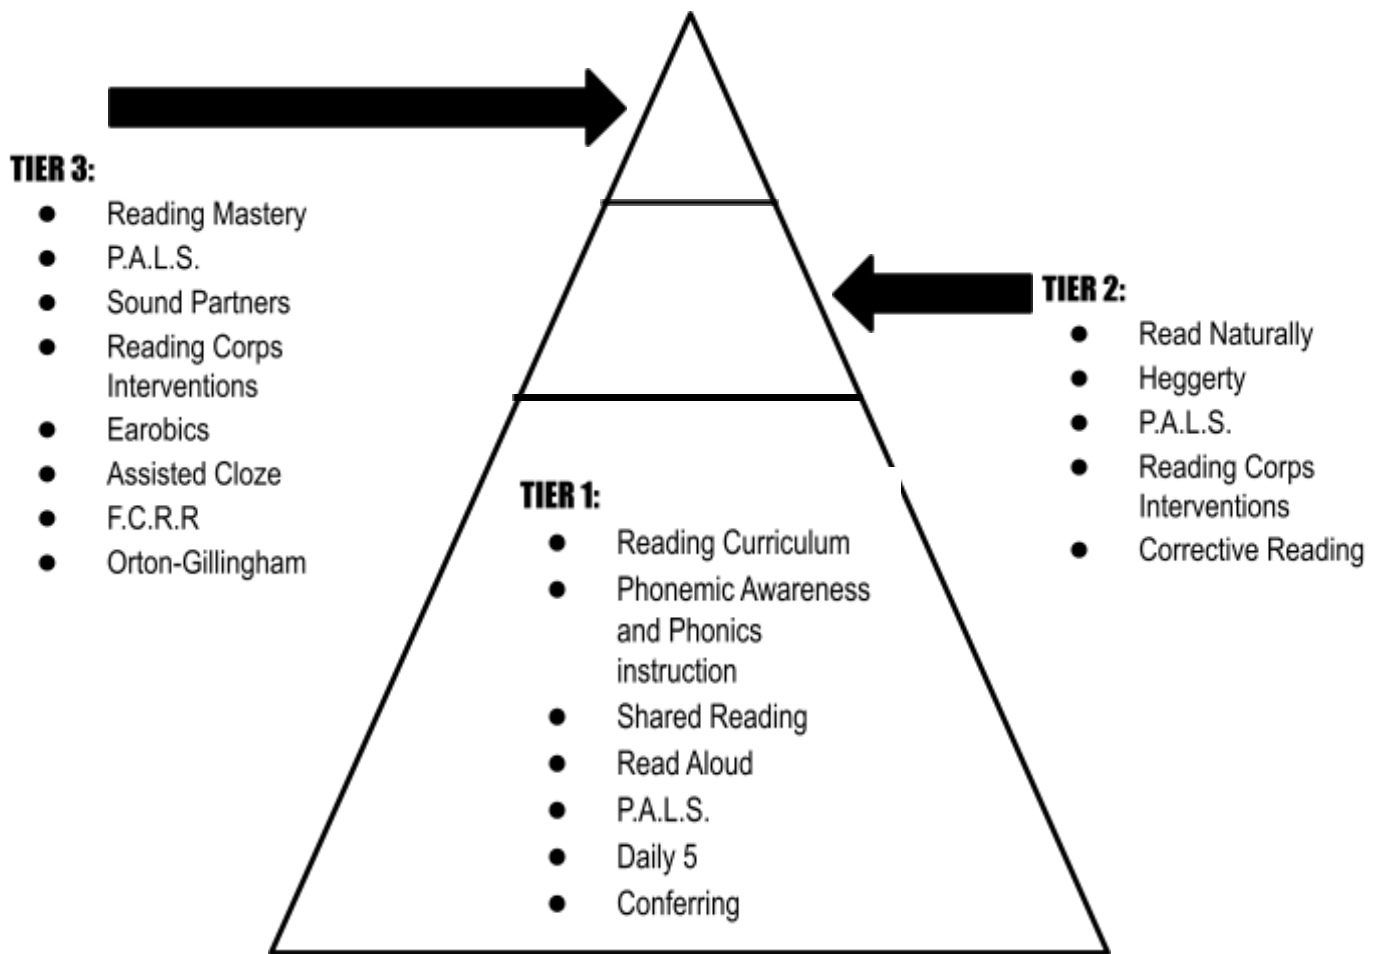 TIER 3:
● Reading Mastery
● P.A.L.S.
● Sound Partners
● Reading Corps
Interventions
● Earobics
● Assisted Cloze
● F.C.R.R
● Orton-Gillingham
TIER 2:
● Read Naturally
● Heggerty
● P.A.L.S.
● Reading Corps
Interventions
● Corrective Reading
TIER 1:
● Reading Curriculum
● Phonemic Awareness
and Phonics
instruction
● Shared Reading
● Read Aloud
● P.A.L.S.
● Daily 5
● Conferring